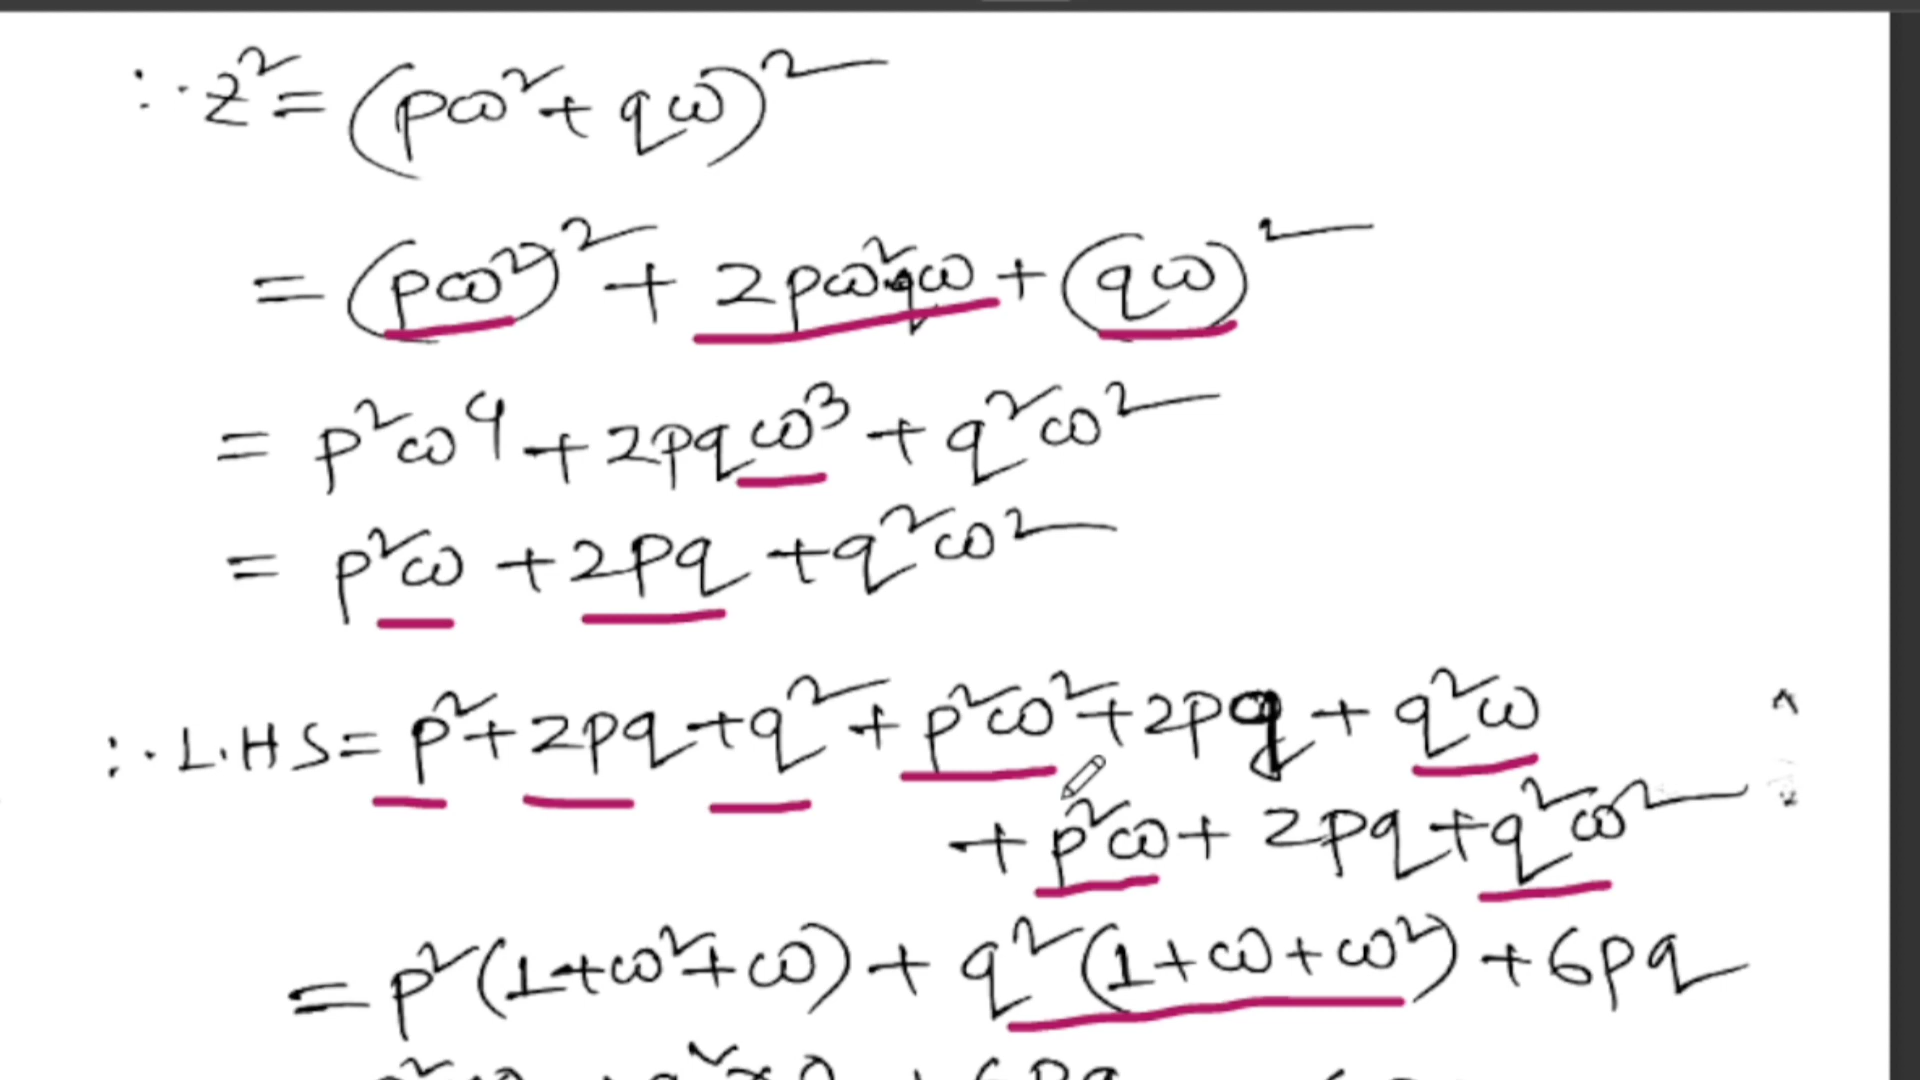 ∴ z² = (pω² + qω)²
= (pω²)² + 2pω²qω + (qω)²
= p²ω⁴ + 2pqω³ + q²ω²
= p²ω + 2pq + q²ω²
∴ L.H.S = p² + 2pq + q² + p²ω² + 2pq + q²ω
+ p²ω + 2pq + q²ω²
= p²(1+ω²+ω) + q²(1+ω+ω²) + 6pq